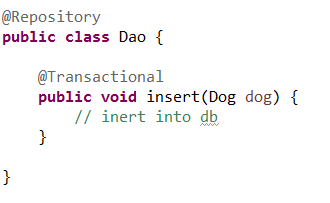 @Repository
public class Dao {
@Transactional
public void insert(Dog dog) {
// inert into db
}
}